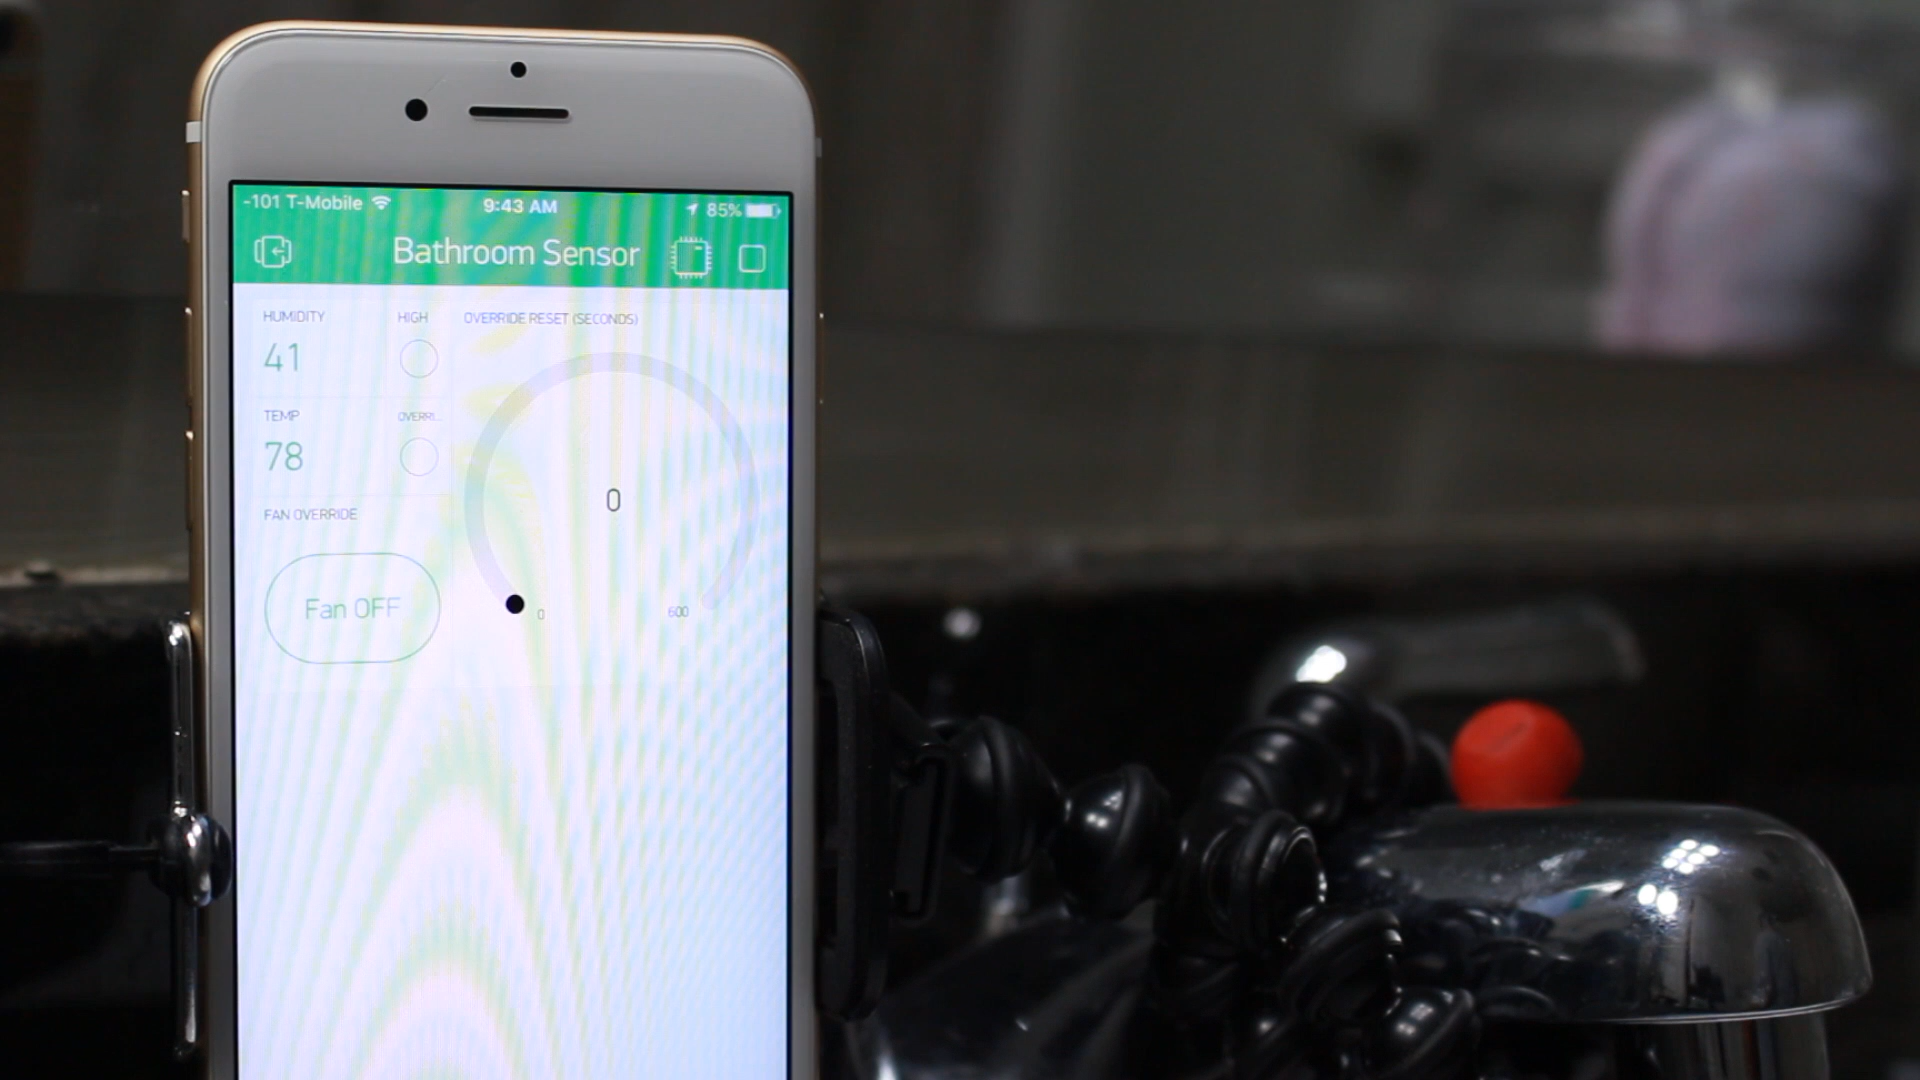 -101 T-Mobile 9:43 AM 85%
Bathroom Sensor
HUMIDITY HIGH OVERRIDE RESET (SECONDS)
41
TEMP OVERRI...
78
0
FAN OVERRIDE
Fan OFF
0 600